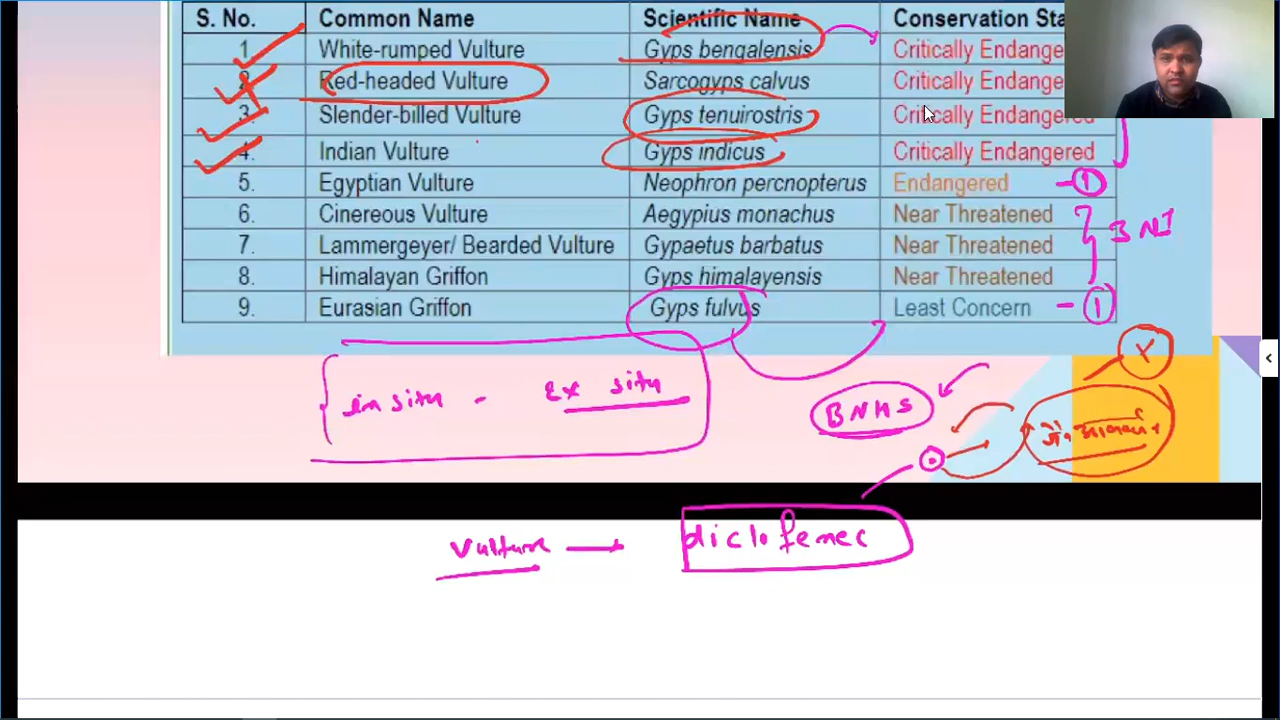 S. No. Common Name Scientific Name Conservation Sta
1. White-rumped Vulture Gyps bengalensis Critically Endange
2. Red-headed Vulture Sarcogyps calvus Critically Endange
3. Slender-billed Vulture Gyps tenuirostris Critically Endangered
4. Indian Vulture Gyps indicus Critically Endangered
5. Egyptian Vulture Neophron percnopterus Endangered - 1
6. Cinereous Vulture Aegypius monachus Near Threatened
7. Lammergeyer/ Bearded Vulture Gypaetus barbatus Near Threatened
8. Himalayan Griffon Gyps himalayensis Near Threatened
9. Eurasian Griffon Gyps fulvus Least Concern - 1
in situ - Ex situ
BNHS
vulture diclofenec